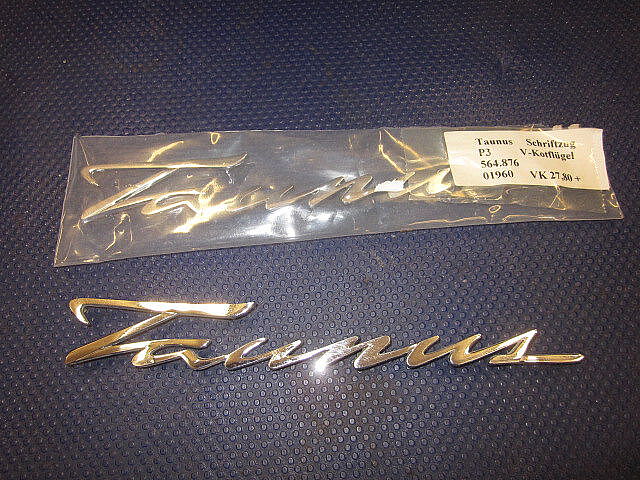 Taunus Schriftzug
P3 V-Kotflügel
564.876
01960 VK 27.80 +
Taunus
Taunus